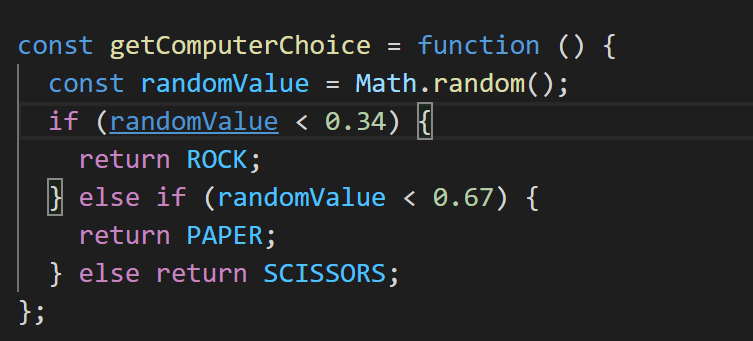 const getComputerChoice = function () {
  const randomValue = Math.random();
  if (randomValue < 0.34) {
    return ROCK;
  } else if (randomValue < 0.67) {
    return PAPER;
  } else return SCISSORS;
};